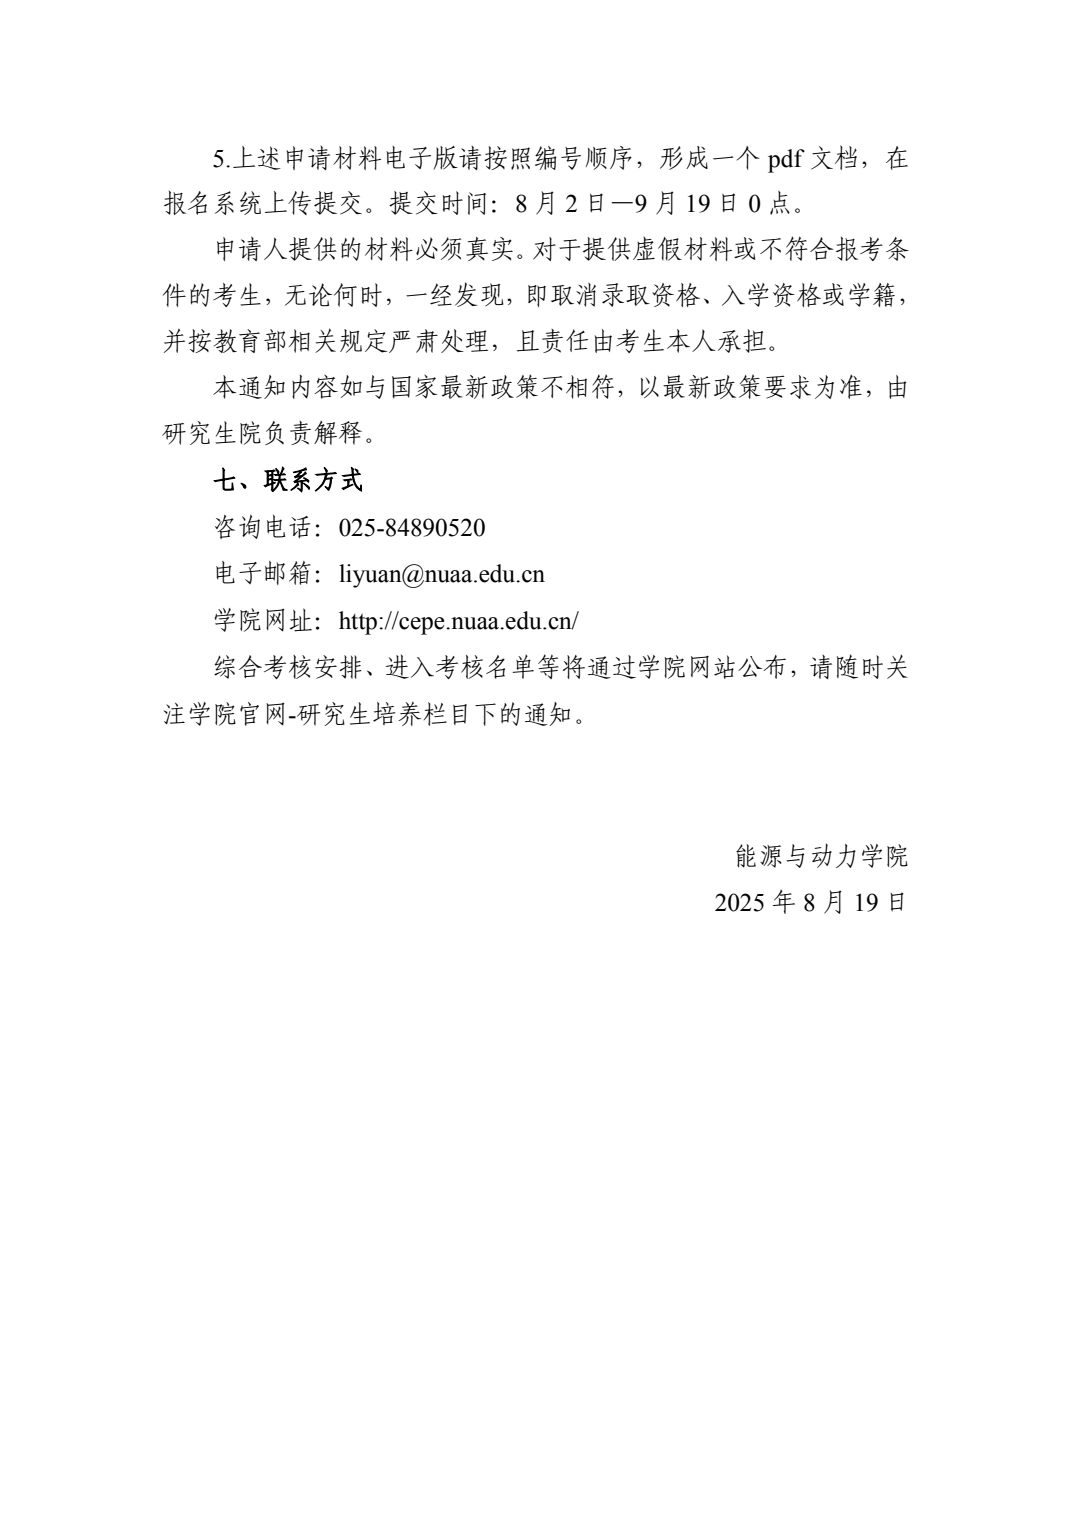 5.上述申请材料电子版请按照编号顺序，形成一个 pdf 文档，在
报名系统上传提交。提交时间：8 月 2 日—9 月 19 日 0 点。
申请人提供的材料必须真实。对于提供虚假材料或不符合报考条
件的考生，无论何时，一经发现，即取消录取资格、入学资格或学籍，
并按教育部相关规定严肃处理，且责任由考生本人承担。
本通知内容如与国家最新政策不相符，以最新政策要求为准，由
研究生院负责解释。
七、联系方式
咨询电话：025-84890520
电子邮箱：liyuan@nuaa.edu.cn
学院网址：http://cepe.nuaa.edu.cn/
综合考核安排、进入考核名单等将通过学院网站公布，请随时关
注学院官网-研究生培养栏目下的通知。
能源与动力学院
2025 年 8 月 19 日